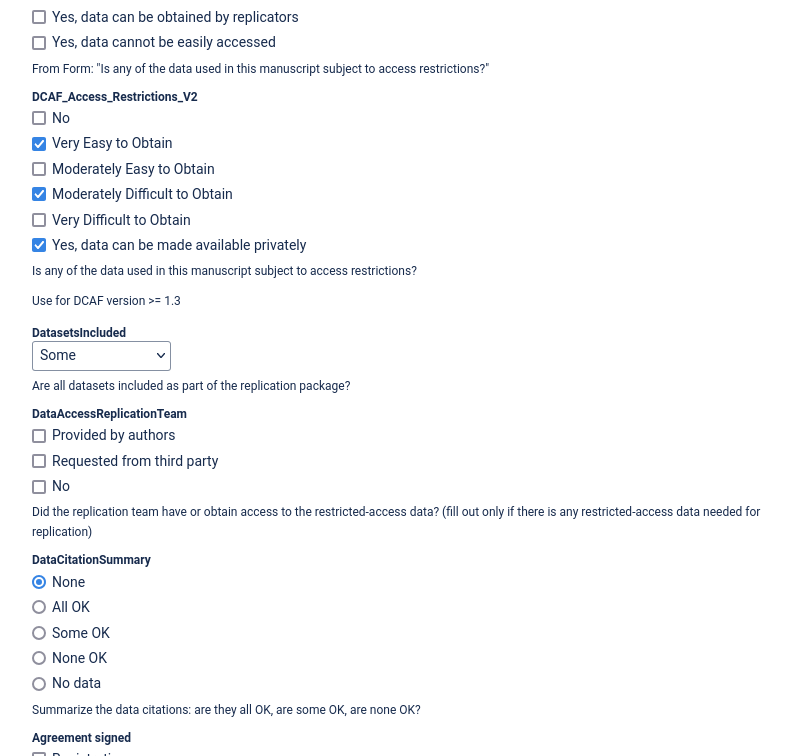 Yes, data can be obtained by replicators
Yes, data cannot be easily accessed
From Form: "Is any of the data used in this manuscript subject to access restrictions?"
DCAF_Access_Restrictions_V2
No
Very Easy to Obtain
Moderately Easy to Obtain
Moderately Difficult to Obtain
Very Difficult to Obtain
Yes, data can be made available privately
Is any of the data used in this manuscript subject to access restrictions?
Use for DCAF version >= 1.3
DatasetsIncluded
Some
Are all datasets included as part of the replication package?
DataAccessReplicationTeam
Provided by authors
Requested from third party
No
Did the replication team have or obtain access to the restricted-access data? (fill out only if there is any restricted-access data needed for
replication)
DataCitationSummary
None
All OK
Some OK
None OK
No data
Summarize the data citations: are they all OK, are some OK, are none OK?
Agreement signed